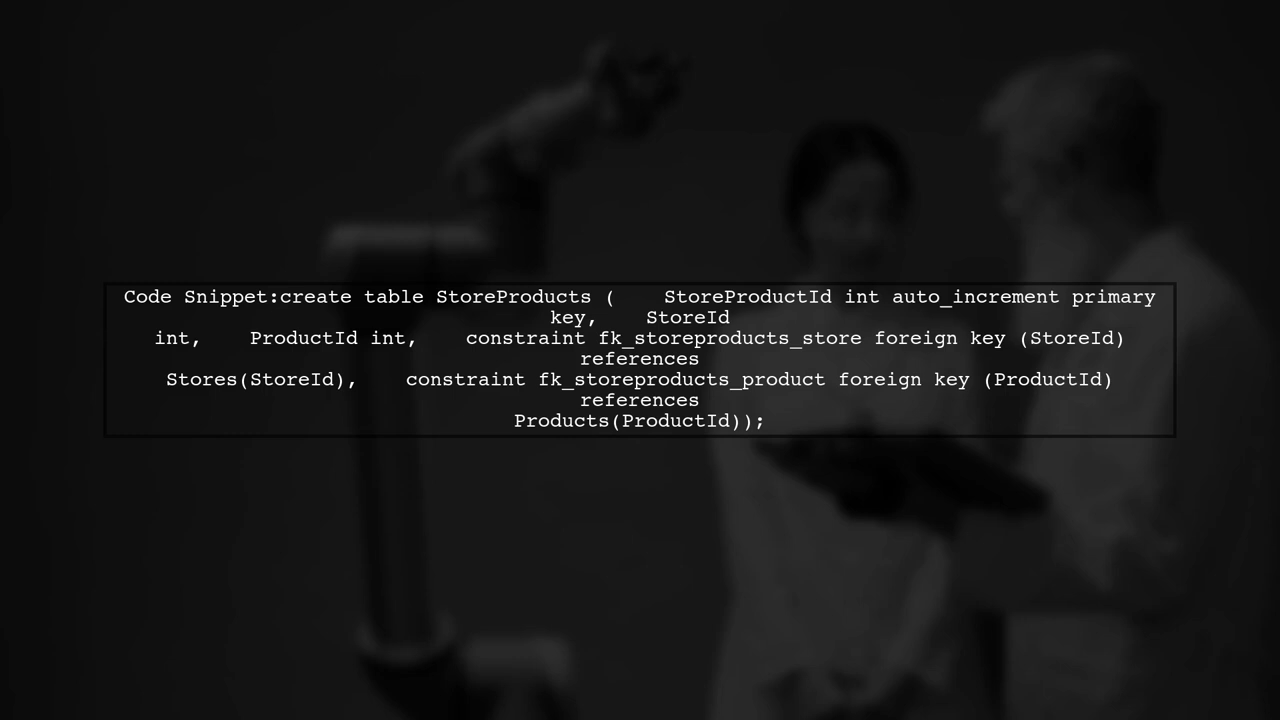 Code Snippet:create table StoreProducts (    StoreProductId int auto_increment primary
key,    StoreId
int,    ProductId int,    constraint fk_storeproducts_store foreign key (StoreId)
references
Stores(StoreId),    constraint fk_storeproducts_product foreign key (ProductId)
references
Products(ProductId));